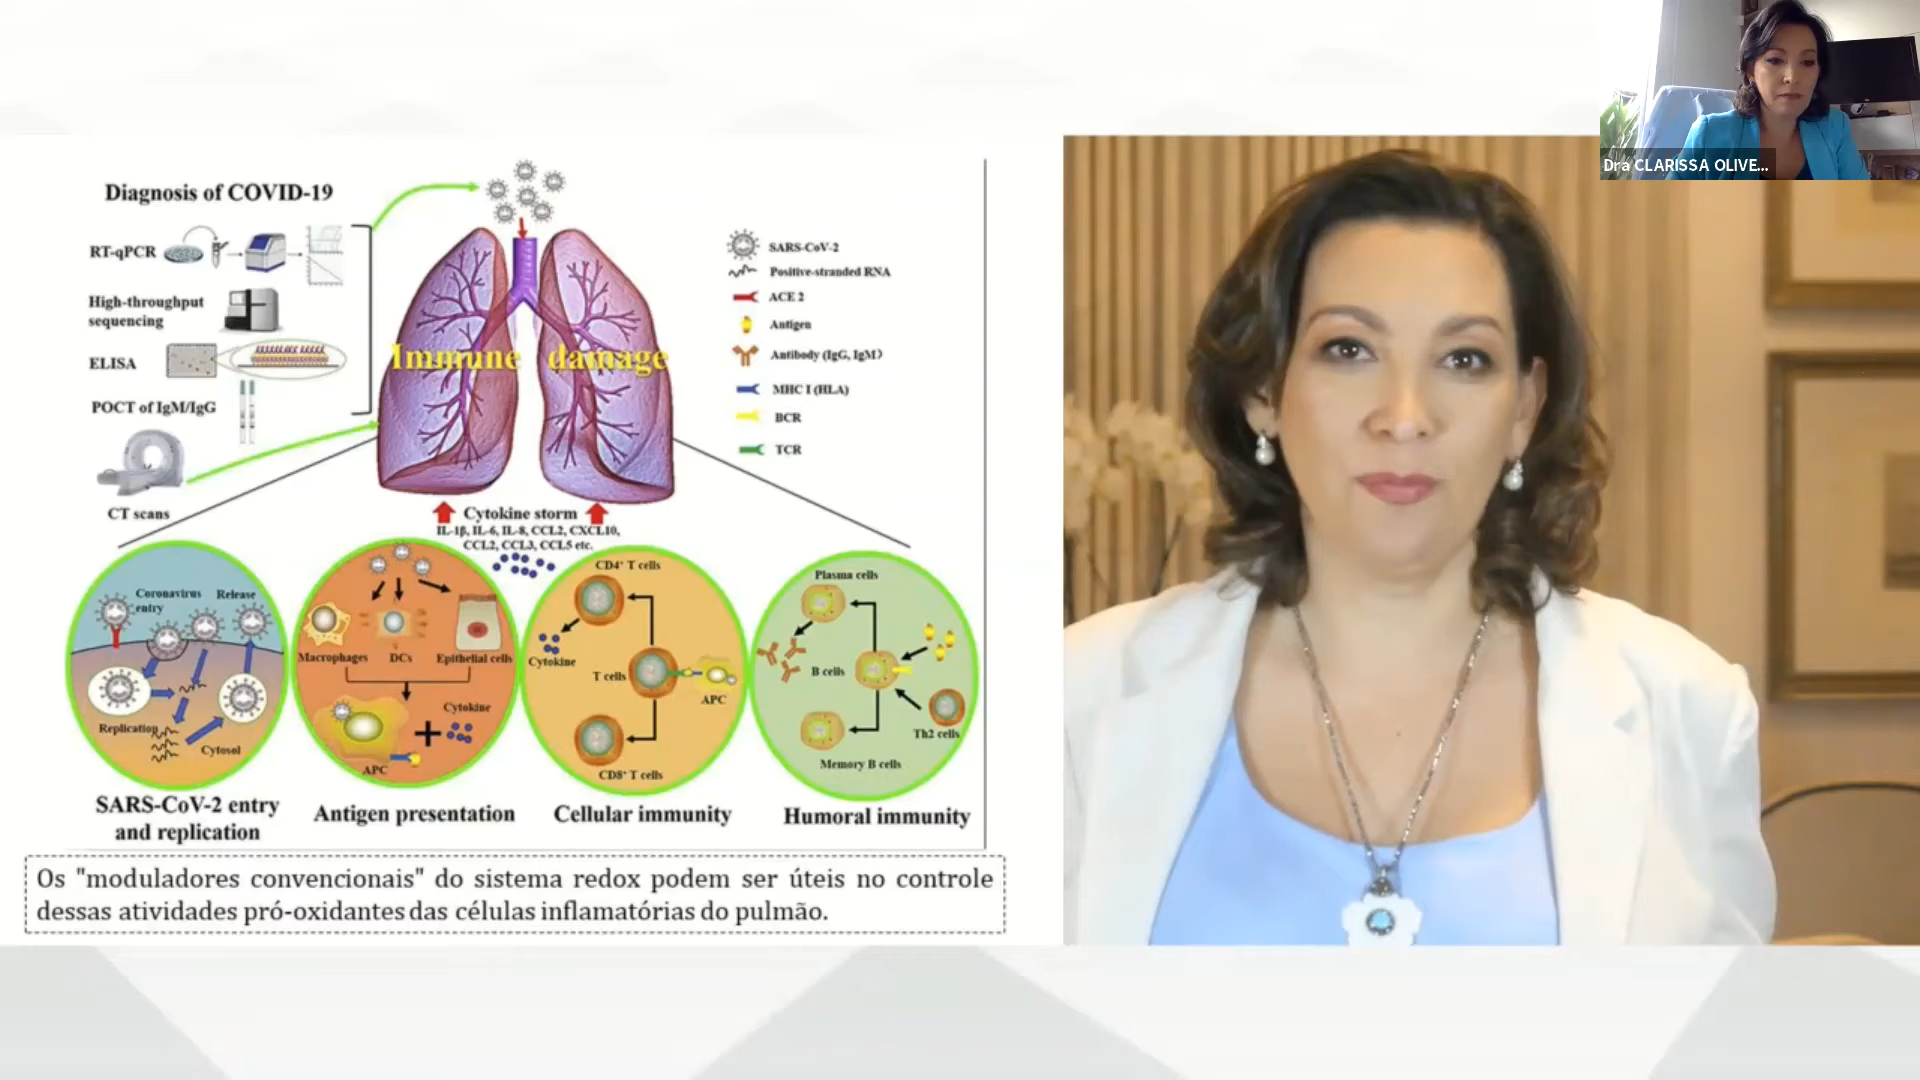 Dra CLARISSA OLIVE...
Diagnosis of COVID-19
RT-qPCR
High-throughput
sequencing
ELISA
POCT of IgM/IgG
CT scans
Immune damage
SARS-CoV-2
Positive-stranded RNA
ACE 2
Antigen
Antibody (IgG, IgM)
MHC I (HLA)
BCR
TCR
Cytokine storm
IL-1β, IL-6, IL-8, CCL2, CXCL10,
CCL2, CCL3, CCL5 etc.
Coronavirus
entry
Release
Replication
Cytosol
SARS-CoV-2 entry
and replication
Macrophages
DCs
Epithelial cells
Cytokine
APC
Antigen presentation
CD4⁺ T cells
Cytokine
T cells
APC
CD8⁺ T cells
Cellular immunity
Plasma cells
B cells
Th2 cells
Memory B cells
Humoral immunity
Os "moduladores convencionais" do sistema redox podem ser úteis no controle
dessas atividades pró-oxidantes das células inflamatórias do pulmão.